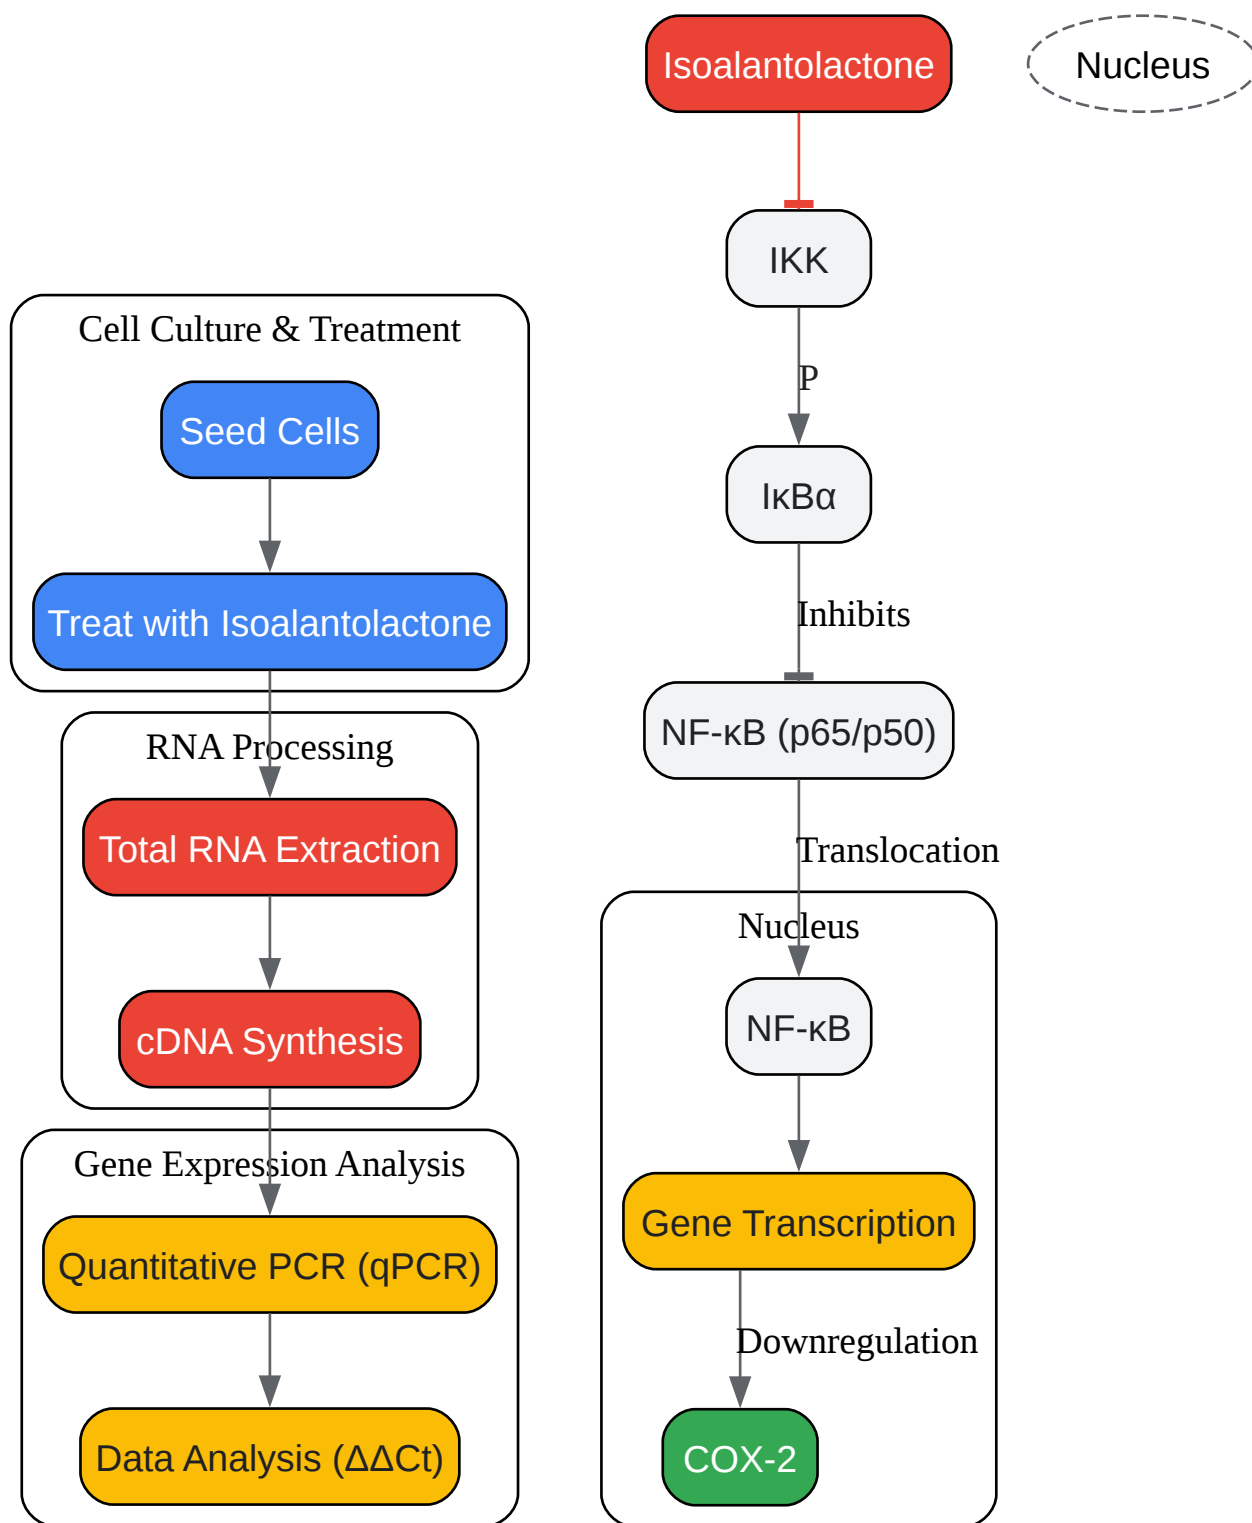 Isoalantolactone
Nucleus
IKK
P
IκBα
Inhibits
NF-κB (p65/p50)
Translocation
Nucleus
NF-κB
Gene Transcription
Downregulation
COX-2
Cell Culture & Treatment
Seed Cells
Treat with Isoalantolactone
RNA Processing
Total RNA Extraction
cDNA Synthesis
Gene Expression Analysis
Quantitative PCR (qPCR)
Data Analysis (ΔΔCt)